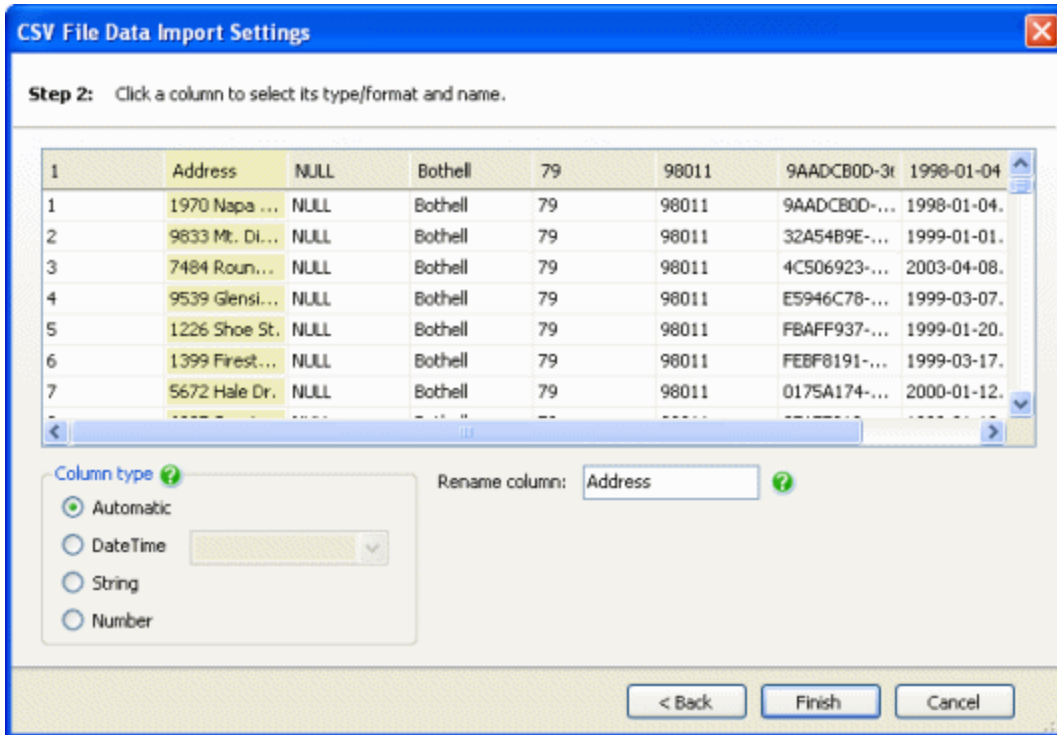 CSV File Data Import Settings
Step 2: Click a column to select its type/format and name.
1 Address NULL Bothell 79 98011 9AADCB0D-36 1998-01-04
1 1970 Napa ... NULL Bothell 79 98011 9AADCB0D-... 1998-01-04.
2 9833 Mt. Di... NULL Bothell 79 98011 32A54B9E-... 1999-01-01.
3 7484 Roun... NULL Bothell 79 98011 4C506923-... 2003-04-08.
4 9539 Glensi... NULL Bothell 79 98011 E5946C78-... 1999-03-07.
5 1226 Shoe St. NULL Bothell 79 98011 FBAFF937-... 1999-01-20.
6 1399 Firest... NULL Bothell 79 98011 FEBF8191-... 1999-03-17.
7 5672 Hale Dr. NULL Bothell 79 98011 0175A174-... 2000-01-12.
Column type ?
Rename column: Address ?
Automatic
DateTime
String
Number
< Back Finish Cancel